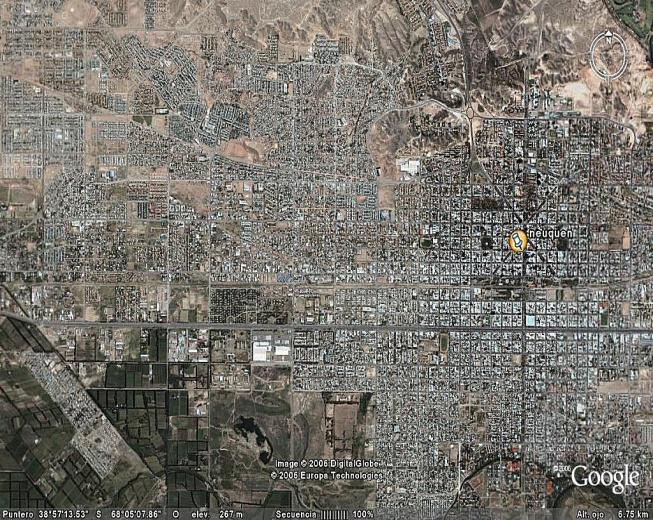 neuquen
Image © 2006 DigitalGlobe
© 2006 Europa Technologies
©2006 Google
Puntero 38°57'13.53" S 68°05'07.86" O elev. 267 m Secuencia |||||||||| 100% Alt. ojo 6.75 km